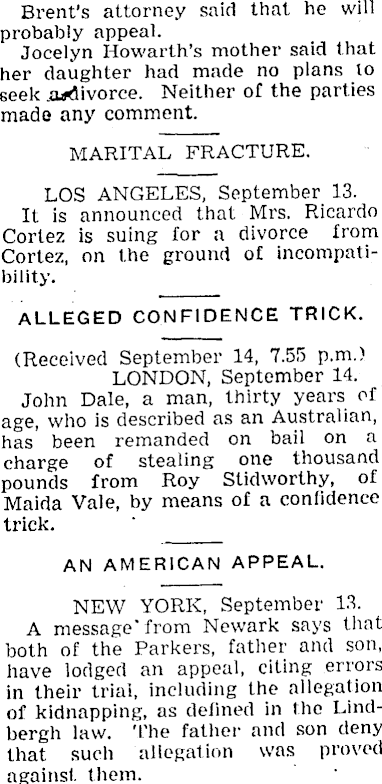 Brent's attorney said that he will
probably appeal.
Jocelyn Howarth's mother said that
her daughter had made no plans to
seek a divorce. Neither of the parties
made any comment.
MARITAL FRACTURE.
LOS ANGELES, September 13.
It is announced that Mrs. Ricardo
Cortez is suing for a divorce from
Cortez, on the ground of incompati-
bility.
ALLEGED CONFIDENCE TRICK.
(Received September 14, 7.55 p.m.)
LONDON, September 14.
John Dale, a man, thirty years of
age, who is described as an Australian,
has been remanded on bail on a
charge of stealing one thousand
pounds from Roy Stidworthy, of
Maida Vale, by means of a confidence
trick.
AN AMERICAN APPEAL.
NEW YORK, September 13.
A message from Newark says that
both of the Parkers, father and son,
have lodged an appeal, citing errors
in their trial, including the allegation
of kidnapping, as defined in the Lind-
bergh law. The father and son deny
that such allegation was proved
against them.